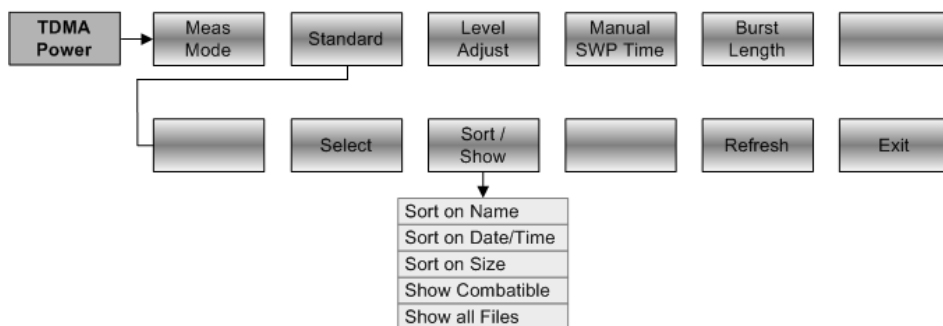 TDMA
Power
Meas
Mode
Standard
Level
Adjust
Manual
SWP Time
Burst
Length
Select
Sort /
Show
Refresh
Exit
Sort on Name
Sort on Date/Time
Sort on Size
Show Combatible
Show all Files